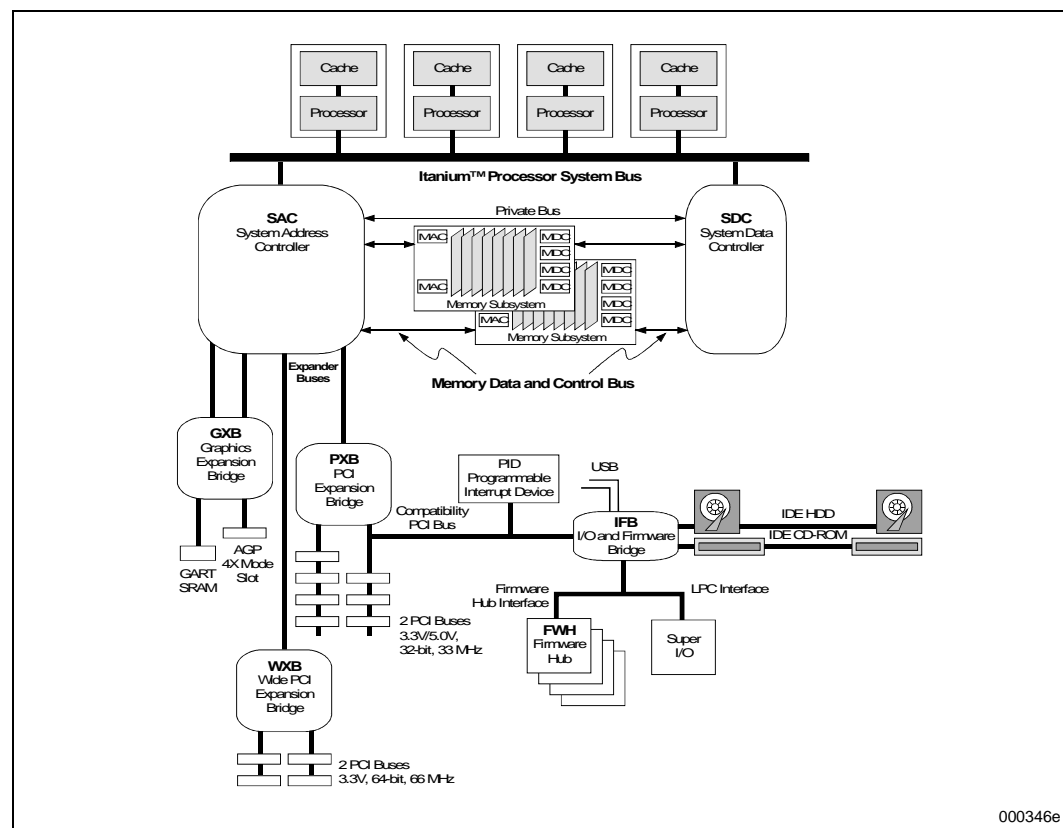 Cache
Cache
Cache
Cache
Processor
Processor
Processor
Processor
Itanium™ Processor System Bus
SAC
System Address
Controller
Private Bus
SDC
System Data
Controller
MAC
MDC
MDC
MDC
MAC
MDC
Memory Subsystem
MDC
MDC
MDC
MAC
MDC
Memory Subsystem
Memory Data and Control Bus
Expander
Buses
GXB
Graphics
Expansion
Bridge
PXB
PCI
Expansion
Bridge
PID
Programmable
Interrupt Device
USB
Compatibility
PCI Bus
IFB
I/O and Firmware
Bridge
IDE HDD
IDE CD-ROM
GART
SRAM
AGP
4X Mode
Slot
Firmware
Hub Interface
LPC Interface
2 PCI Buses
3.3V/5.0V,
32-bit, 33 MHz
FWH
Firmware
Hub
Super
I/O
WXB
Wide PCI
Expansion
Bridge
2 PCI Buses
3.3V, 64-bit, 66 MHz
000346e